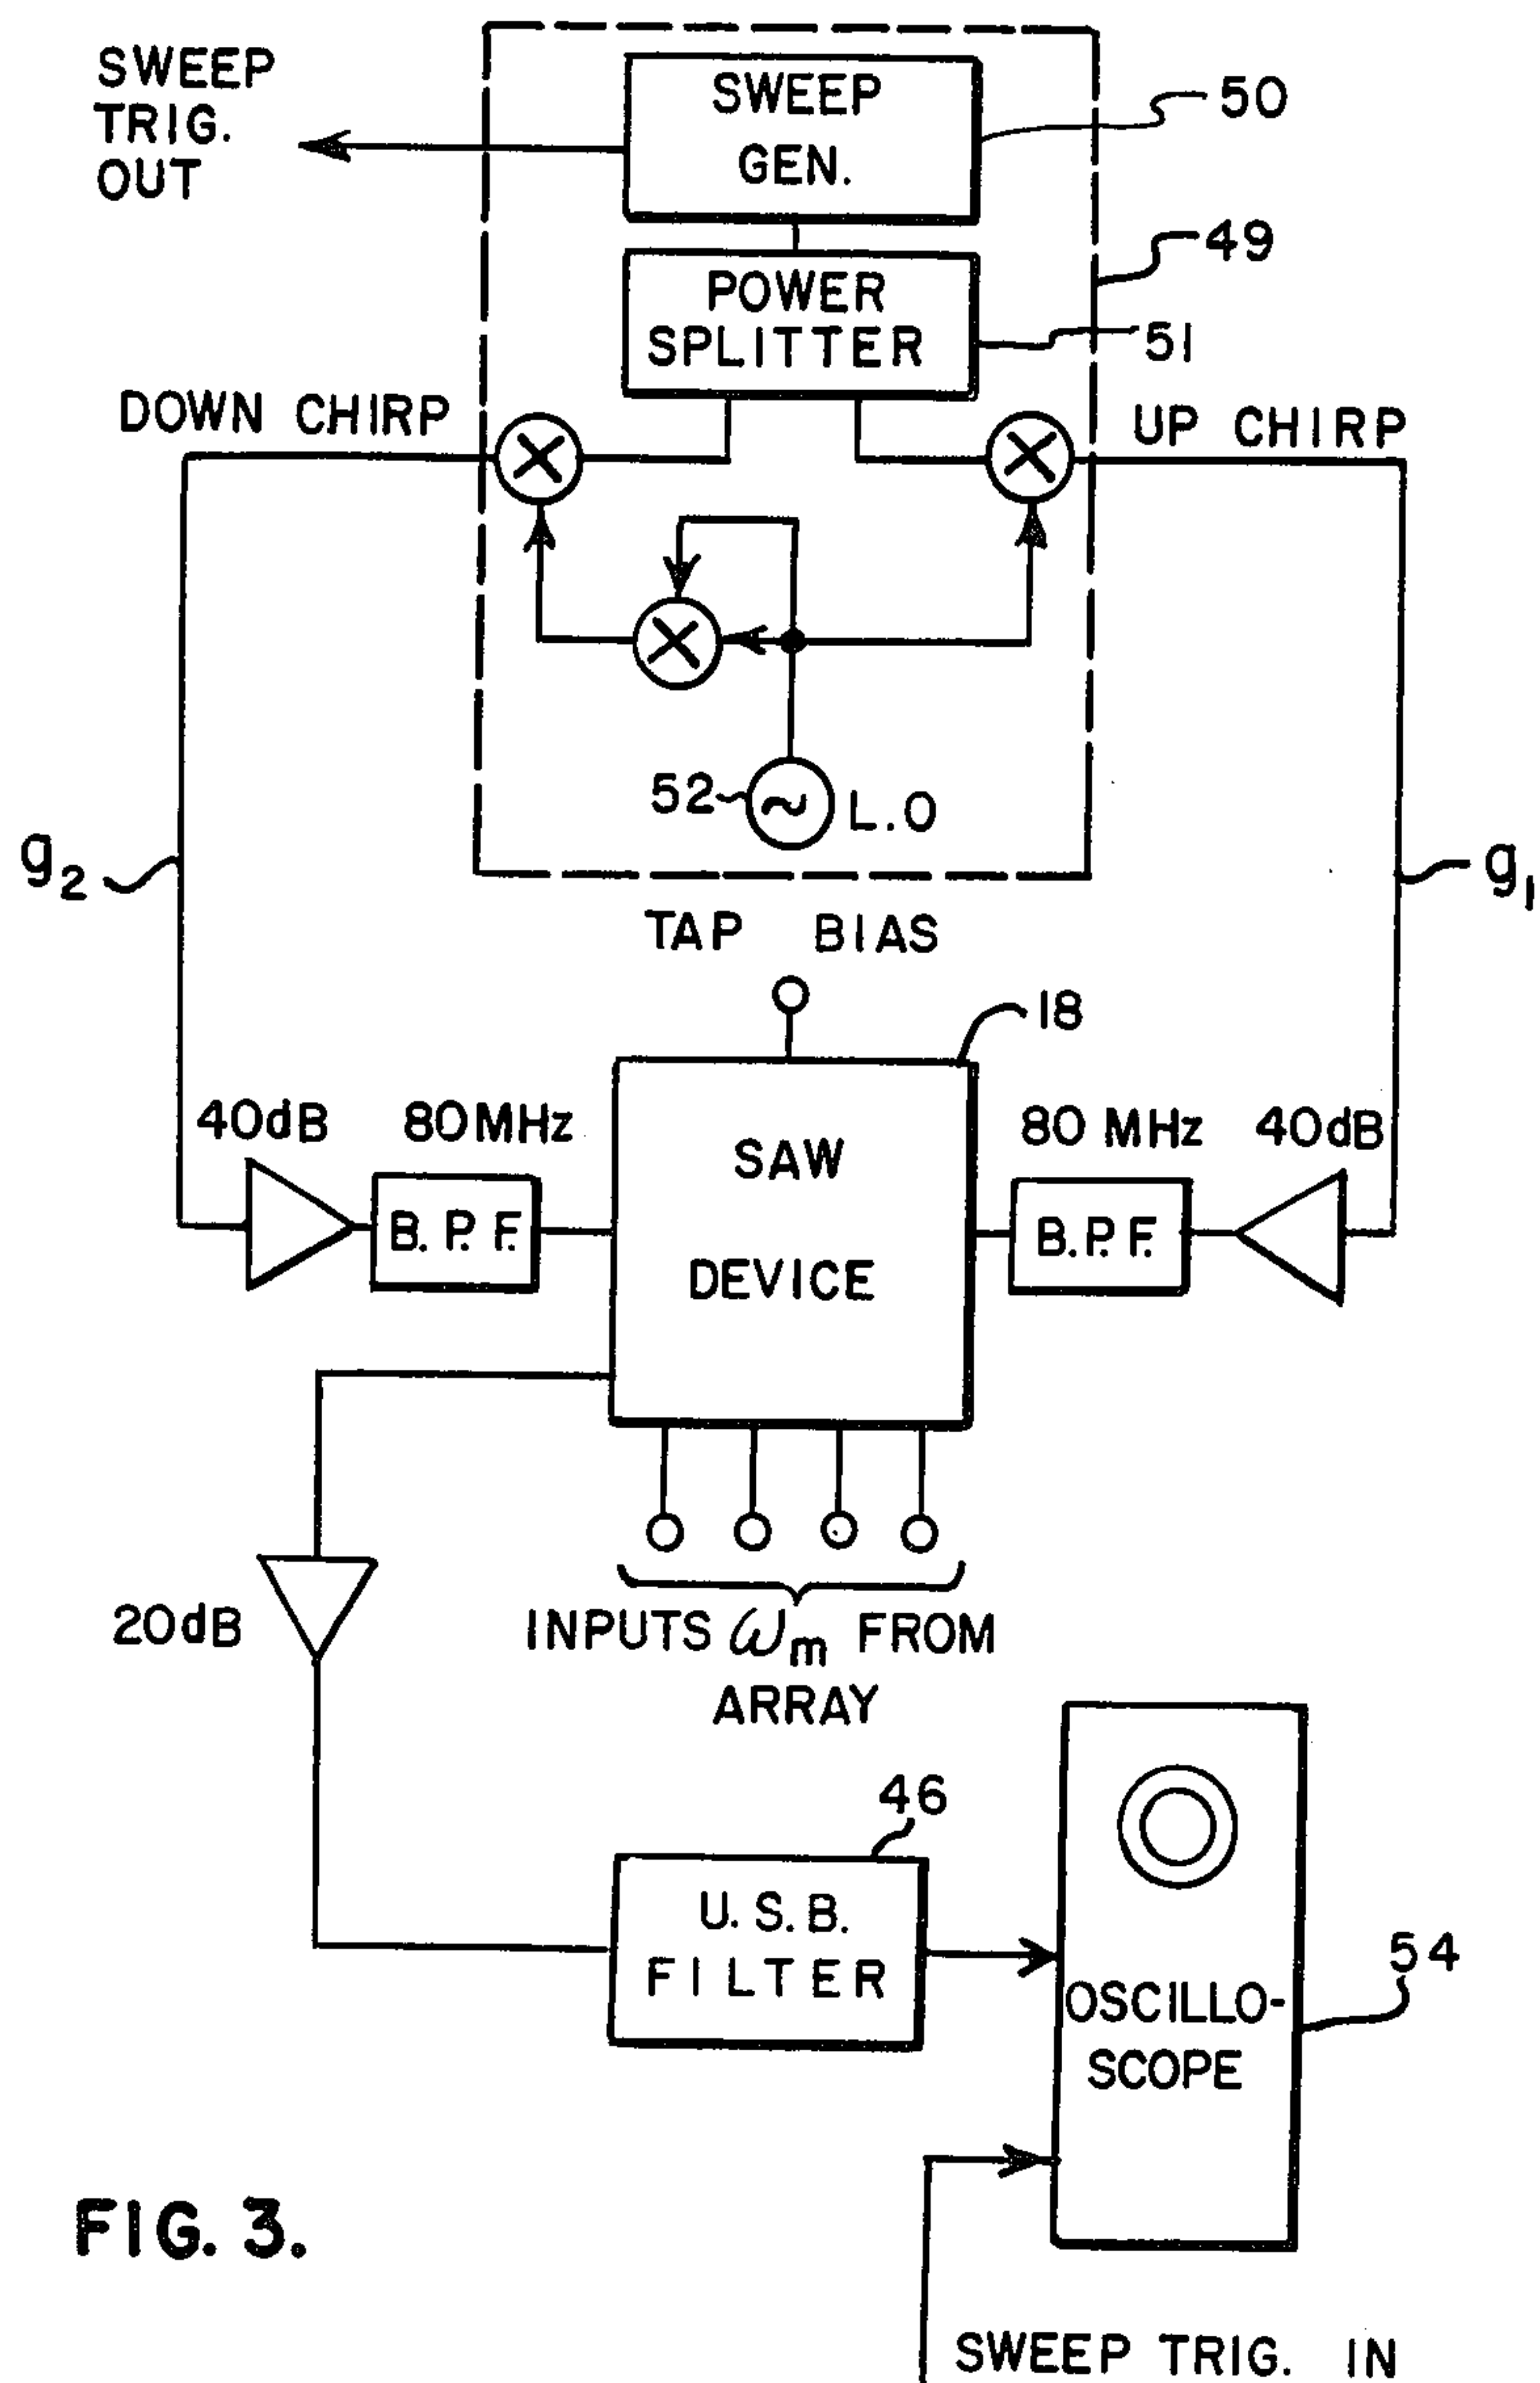 SWEEP
TRIG.
OUT
SWEEP
GEN.
50
49
POWER
SPLITTER
51
DOWN CHIRP
UP CHIRP
52
L.O
g2
g1
TAP BIAS
18
40dB
80MHz
80 MHz
40dB
SAW
DEVICE
B.P.F.
B.P.F.
20dB
INPUTS ωm FROM
ARRAY
46
U.S.B.
FILTER
54
OSCILLO-
SCOPE
FIG. 3.
SWEEP TRIG. IN